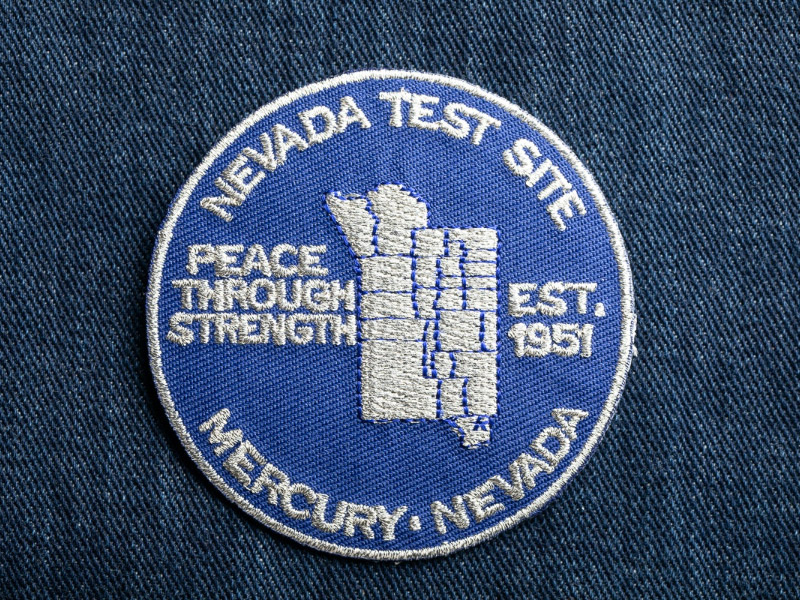 NEVADA TEST SITE
PEACE
THROUGH
STRENGTH
EST.
1951
MERCURY • NEVADA